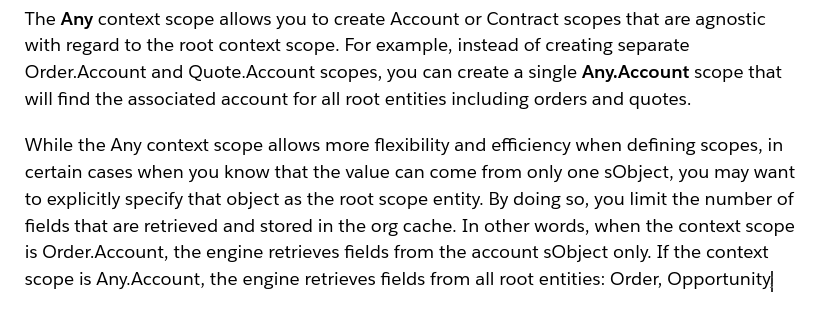 The Any context scope allows you to create Account or Contract scopes that are agnostic
with regard to the root context scope. For example, instead of creating separate
Order.Account and Quote.Account scopes, you can create a single Any.Account scope that
will find the associated account for all root entities including orders and quotes.
While the Any context scope allows more flexibility and efficiency when defining scopes, in
certain cases when you know that the value can come from only one sObject, you may want
to explicitly specify that object as the root scope entity. By doing so, you limit the number of
fields that are retrieved and stored in the org cache. In other words, when the context scope
is Order.Account, the engine retrieves fields from the account sObject only. If the context
scope is Any.Account, the engine retrieves fields from all root entities: Order, Opportunity